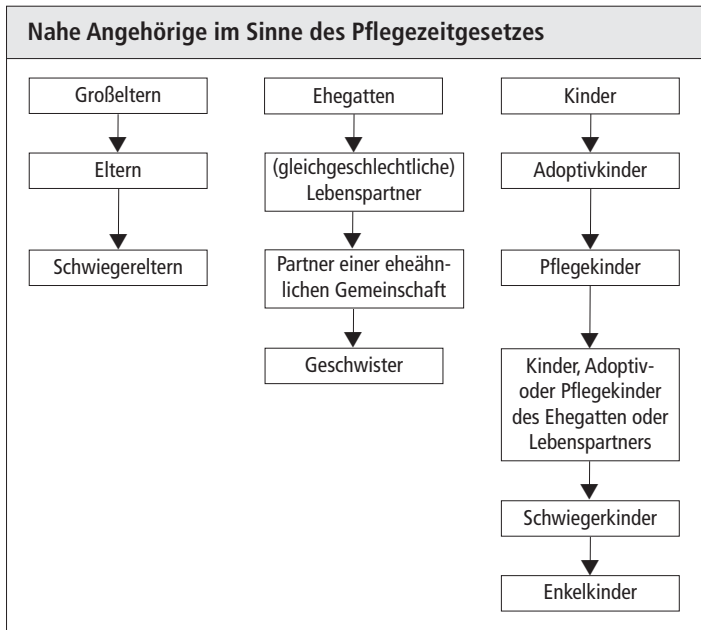 Nahe Angehörige im Sinne des Pflegezeitgesetzes
Großeltern
Eltern
Schwiegereltern
Ehegatten
(gleichgeschlechtliche)
Lebenspartner
Partner einer eheähn-
lichen Gemeinschaft
Geschwister
Kinder
Adoptivkinder
Pflegekinder
Kinder, Adoptiv-
oder Pflegekinder
des Ehegatten oder
Lebenspartners
Schwiegerkinder
Enkelkinder